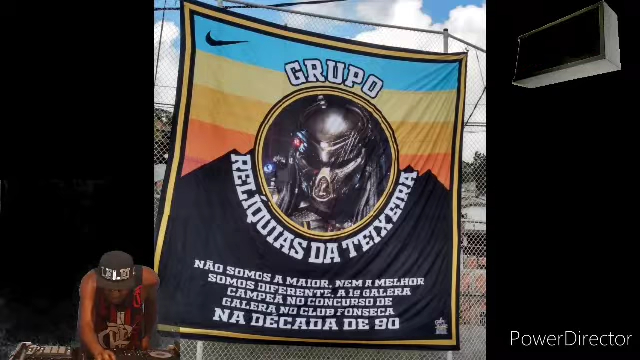 GRUPO
RELÍQUIAS DA TEIXEIRA
NÃO SOMOS A MAIOR, NEM A MELHOR
SOMOS DIFERENTE, A 1ª GALERA
CAMPEÃ NO CONCURSO DE
GALERA NO CLUB FONSECA
NA DÉCADA DE 90
PowerDirector